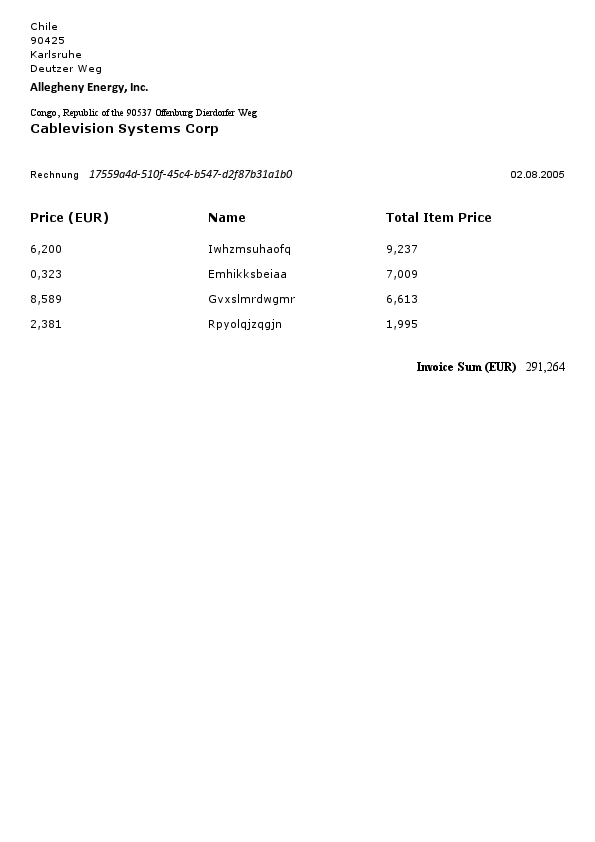 Chile
90425
Karlsruhe
Deutzer Weg
Allegheny Energy, Inc.
Congo, Republic of the 90537 Offenburg Dierdorfer Weg
Cablevision Systems Corp
Rechnung 17559a4d-510f-45c4-b547-d2f87b31a1b0 02.08.2005
Price (EUR) Name Total Item Price
6,200 Iwhzmsuhaofq 9,237
0,323 Emhikksbeiaa 7,009
8,589 Gvxslmrdwgmr 6,613
2,381 Rpyolqjzqgjn 1,995
Invoice Sum (EUR) 291,264